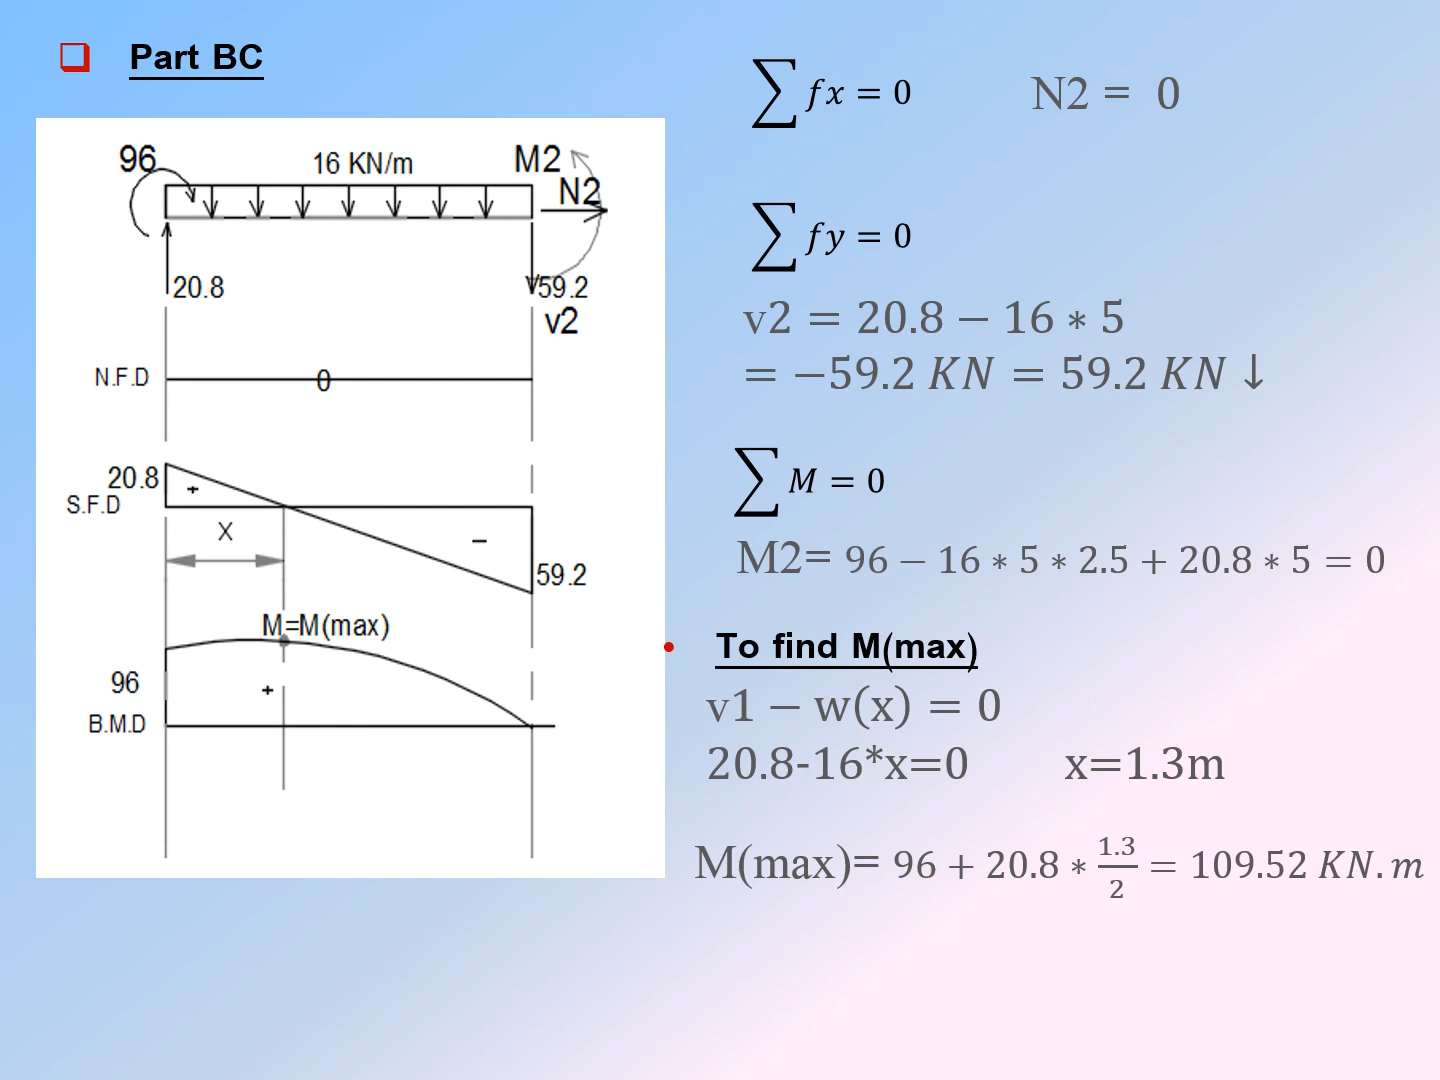 Part BC
96
16 KN/m
M2
N2
20.8
59.2
v2
N.F.D
0
20.8
+
S.F.D
X
−
59.2
M=M(max)
96
+
B.M.D
∑ fx = 0 N2 = 0
∑ fy = 0
v2 = 20.8 − 16 ∗ 5
= −59.2 KN = 59.2 KN ↓
∑ M = 0
M2= 96 − 16 ∗ 5 ∗ 2.5 + 20.8 ∗ 5 = 0
• To find M(max)
v1 − w(x) = 0
20.8-16*x=0 x=1.3m
M(max)= 96 + 20.8 ∗ 1.3/2 = 109.52 KN.m